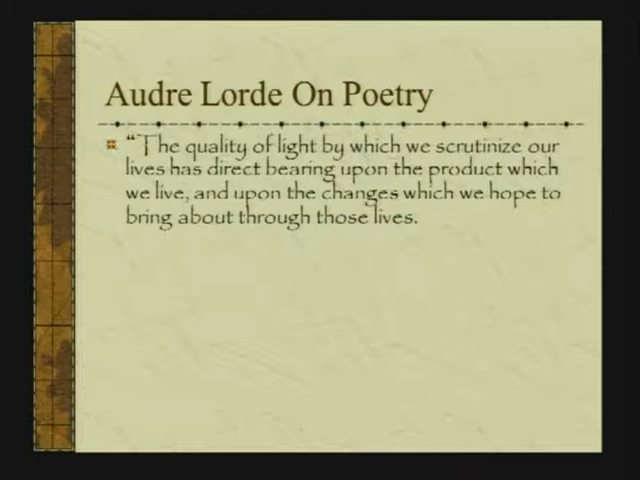 Audre Lorde On Poetry
“The quality of light by which we scrutinize our
lives has direct bearing upon the product which
we live, and upon the changes which we hope to
bring about through those lives.